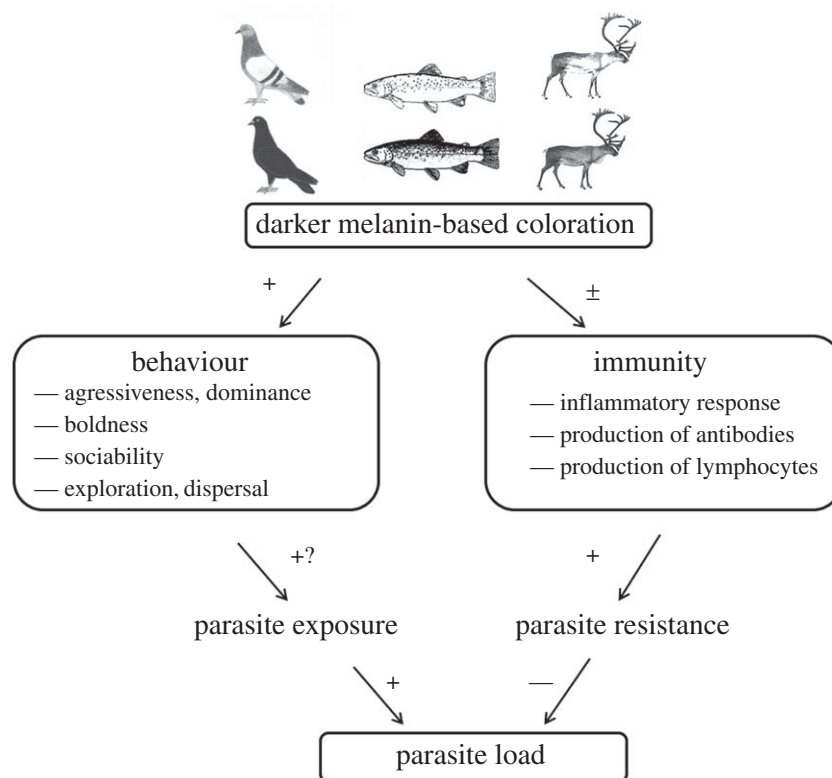 darker melanin-based coloration
+
±
behaviour
— agressiveness, dominance
— boldness
— sociability
— exploration, dispersal
immunity
— inflammatory response
— production of antibodies
— production of lymphocytes
+?
+
parasite exposure
parasite resistance
+
—
parasite load